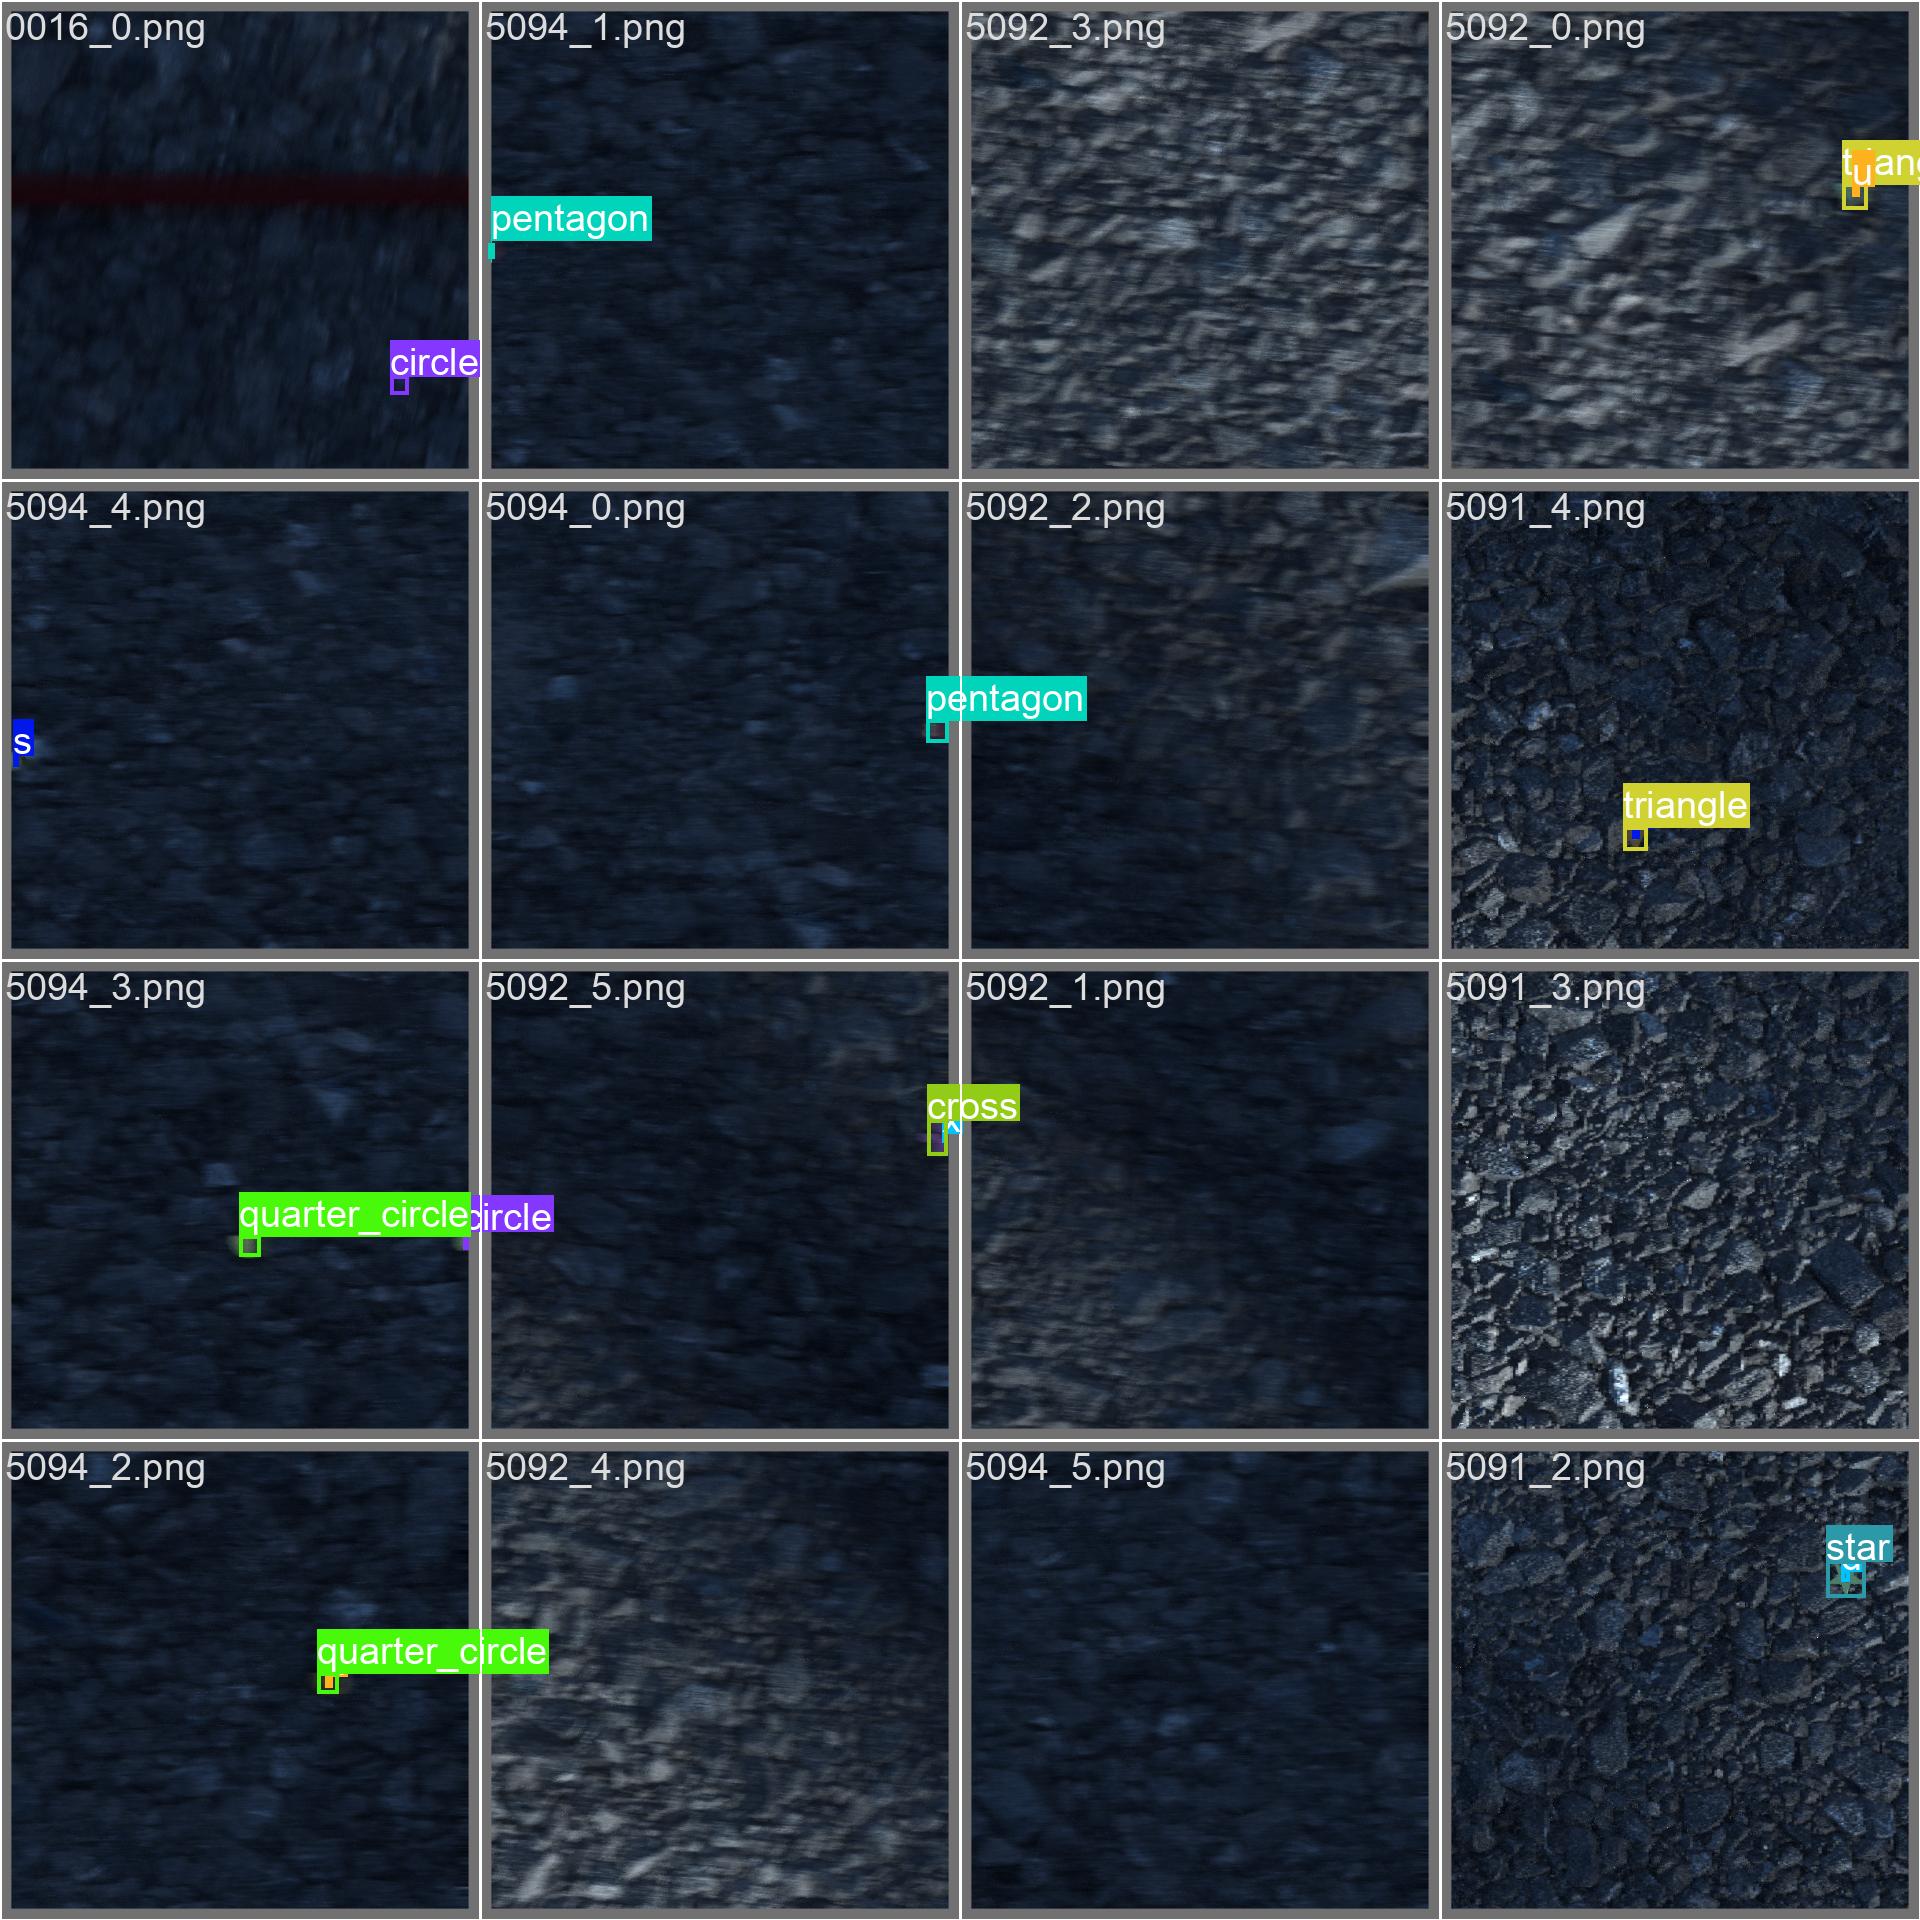 0016_0.png 5094_1.png 5092_3.png 5092_0.png
triang
u
pentagon
circle
5094_4.png 5094_0.png 5092_2.png 5091_4.png
pentagon
s
triangle
5094_3.png 5092_5.png 5092_1.png 5091_3.png
cross
quarter_circle circle
5094_2.png 5092_4.png 5094_5.png 5091_2.png
star
quarter_circle